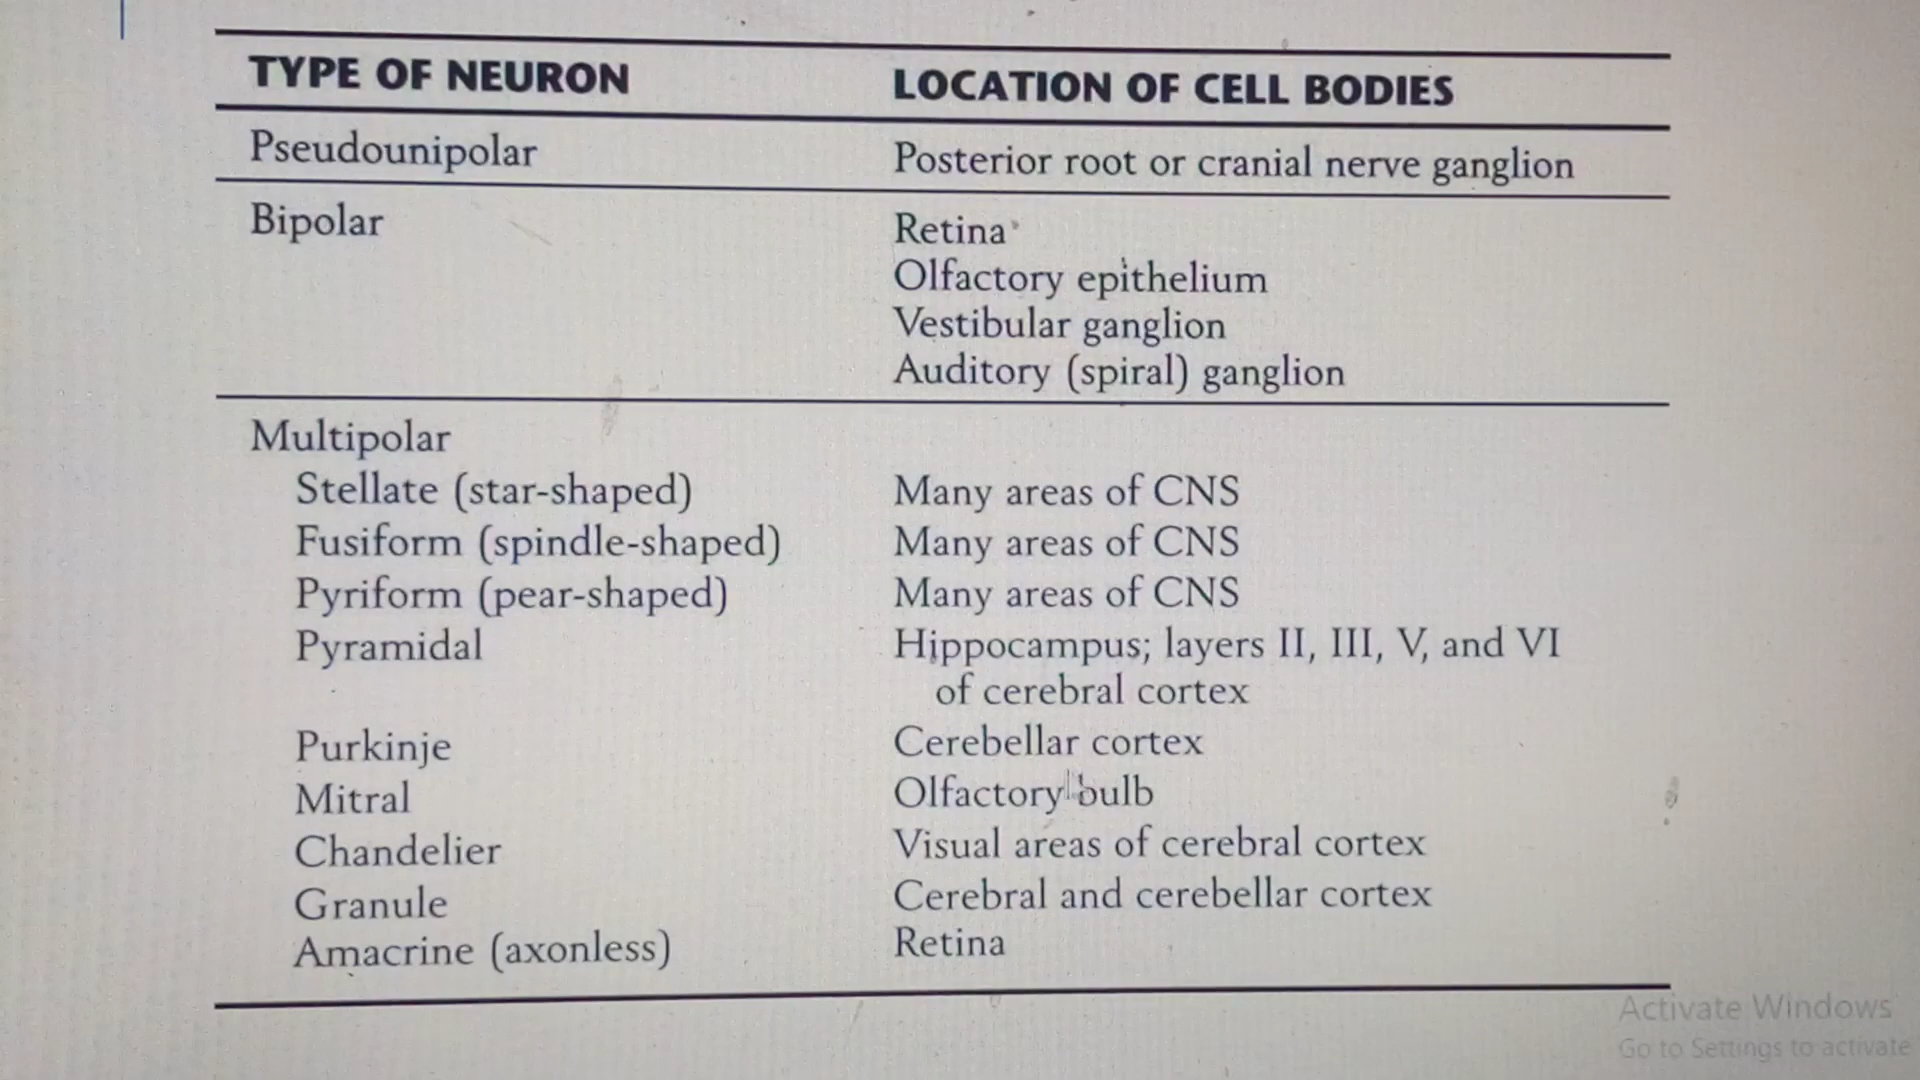 TYPE OF NEURON LOCATION OF CELL BODIES
Pseudounipolar Posterior root or cranial nerve ganglion
Bipolar Retina
Olfactory epithelium
Vestibular ganglion
Auditory (spiral) ganglion
Multipolar
Stellate (star-shaped) Many areas of CNS
Fusiform (spindle-shaped) Many areas of CNS
Pyriform (pear-shaped) Many areas of CNS
Pyramidal Hippocampus; layers II, III, V, and VI
of cerebral cortex
Purkinje Cerebellar cortex
Mitral Olfactory bulb
Chandelier Visual areas of cerebral cortex
Granule Cerebral and cerebellar cortex
Amacrine (axonless) Retina
Activate Windows
Go to Settings to activate